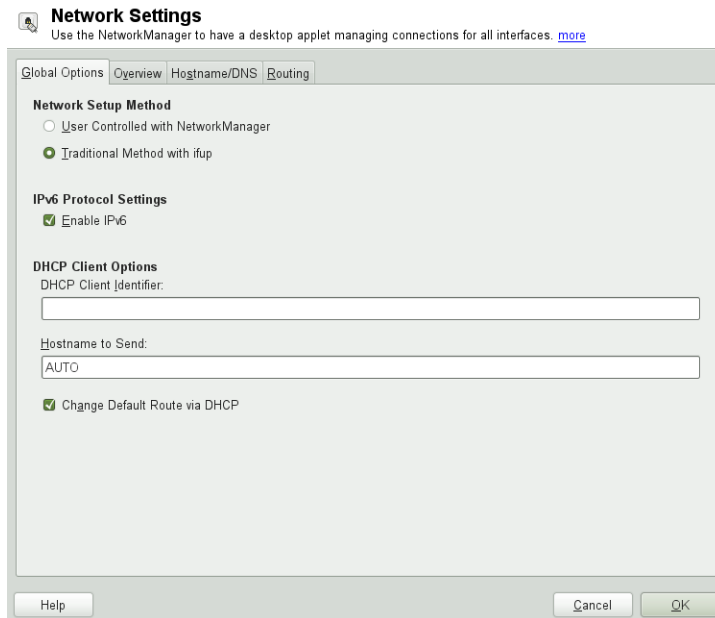 Network Settings
Use the NetworkManager to have a desktop applet managing connections for all interfaces. more
Global Options Overview Hostname/DNS Routing
Network Setup Method
User Controlled with NetworkManager
Traditional Method with ifup
IPv6 Protocol Settings
Enable IPv6
DHCP Client Options
DHCP Client Identifier:
Hostname to Send:
AUTO
Change Default Route via DHCP
Help Cancel OK